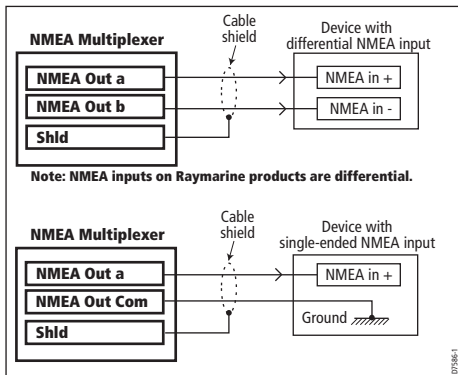 Cable
shield
Device with
differential NMEA input
NMEA Multiplexer
NMEA Out a
NMEA in +
NMEA Out b
NMEA in -
Shld
Note: NMEA inputs on Raymarine products are differential.
Cable
shield
Device with
single-ended NMEA input
NMEA Multiplexer
NMEA Out a
NMEA in +
NMEA Out Com
Ground
Shld
D7586-1